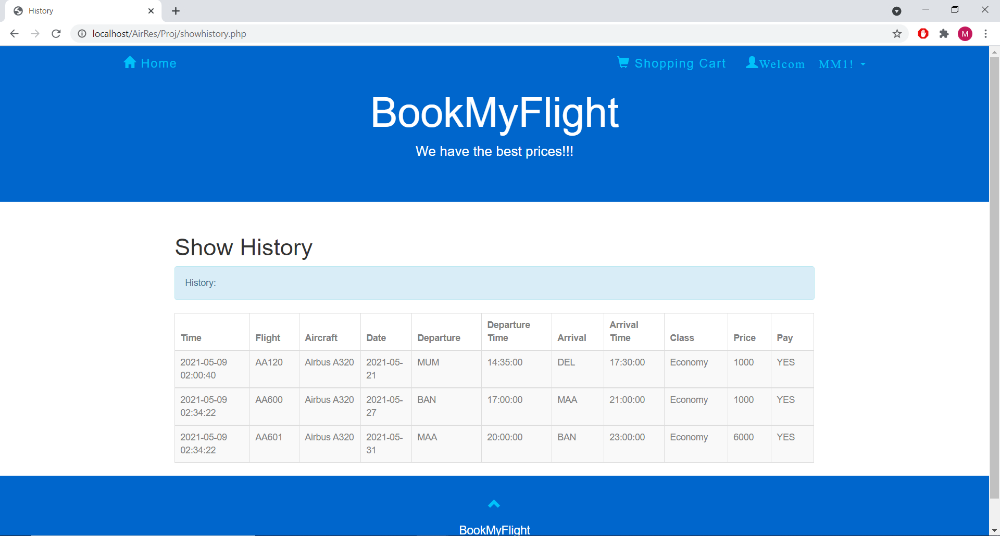 History
localhost/AirRes/Proj/showhistory.php
M
Home
Shopping Cart
Welcom MM1!
BookMyFlight
We have the best prices!!!
Show History
History:
Time Flight Aircraft Date Departure Departure Time Arrival Arrival Time Class Price Pay
2021-05-09 02:00:40 AA120 Airbus A320 2021-05-21 MUM 14:35:00 DEL 17:30:00 Economy 1000 YES
2021-05-09 02:34:22 AA600 Airbus A320 2021-05-27 BAN 17:00:00 MAA 21:00:00 Economy 1000 YES
2021-05-09 02:34:22 AA601 Airbus A320 2021-05-31 MAA 20:00:00 BAN 23:00:00 Economy 6000 YES
BookMyFlight